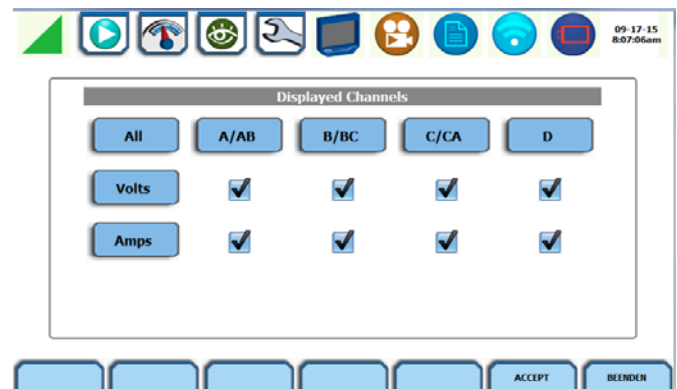 09-17-15
8:07:06am
Displayed Channels
All A/AB B/BC C/CA D
Volts
Amps
ACCEPT BEENDEN